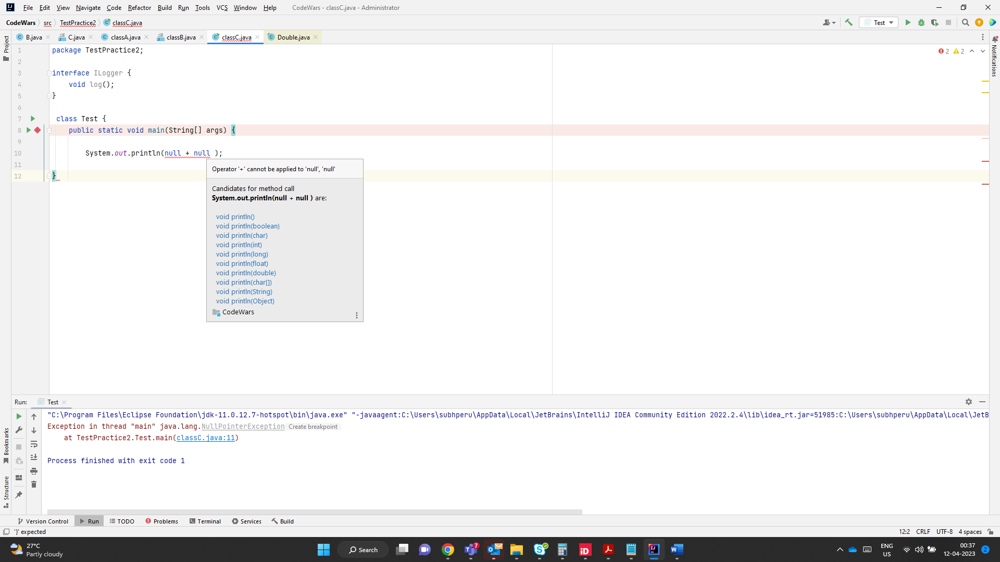 File Edit View Navigate Code Refactor Build Run Tools VCS Window Help CodeWars - classC.java - Administrator
CodeWars src TestPractice2 classC.java Test
B.java C.java classA.java classB.java classC.java Double.java
Project
Notifications
2 2
1 package TestPractice2;
2
3 interface ILogger {
4 void log();
5 }
6
7 class Test {
8 public static void main(String[] args) {
9
10 System.out.println(null + null );
11
12 }
Operator '+' cannot be applied to 'null', 'null'
Candidates for method call
System.out.println(null + null ) are:
void println()
void println(boolean)
void println(char)
void println(int)
void println(long)
void println(float)
void println(double)
void println(char[])
void println(String)
void println(Object)
CodeWars
Run: Test
"C:\Program Files\Eclipse Foundation\jdk-11.0.12.7-hotspot\bin\java.exe" "-javaagent:C:\Users\subhperu\AppData\Local\JetBrains\IntelliJ IDEA Community Edition 2022.2.4\lib\idea_rt.jar=51985:C:\Users\subhperu\AppData\Local\JetB
Exception in thread "main" java.lang.NullPointerException Create breakpoint
at TestPractice2.Test.main(classC.java:11)
Process finished with exit code 1
Bookmarks
Structure
Version Control Run TODO Problems Terminal Services Build
'}' expected 12:2 CRLF UTF-8 4 spaces
27°C
Partly cloudy
Search
7
ENG
US
00:37
12-04-2023
2